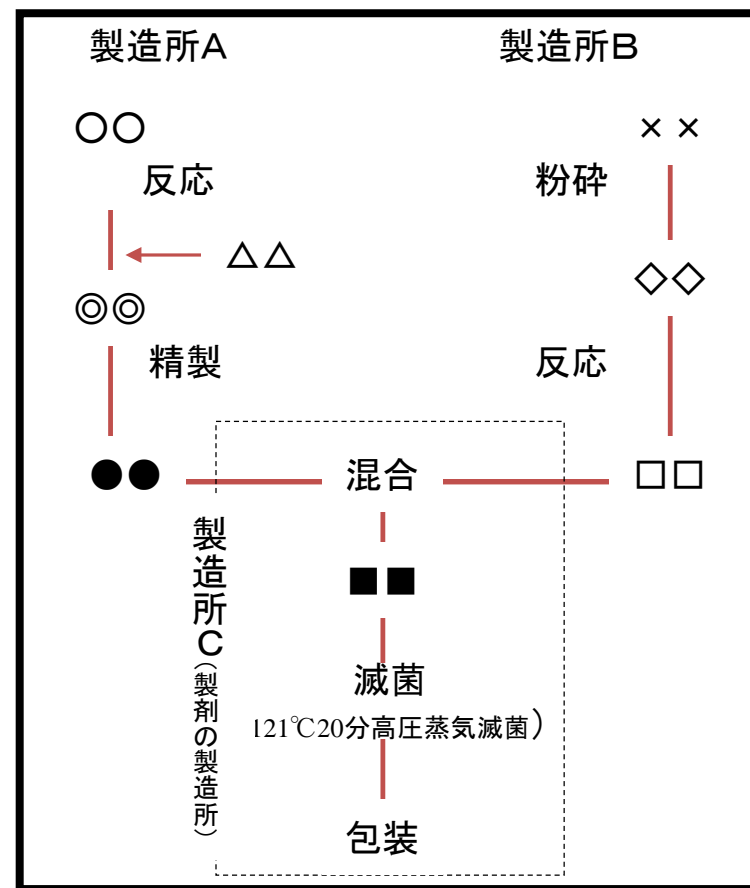 製造所A 製造所B
○○ × ×
反応 粉砕
△△
◇◇
◎◎
精製 反応
●● 混合 □□
製造所C(製剤の製造所)
■■
滅菌
121℃20分高圧蒸気滅菌)
包装